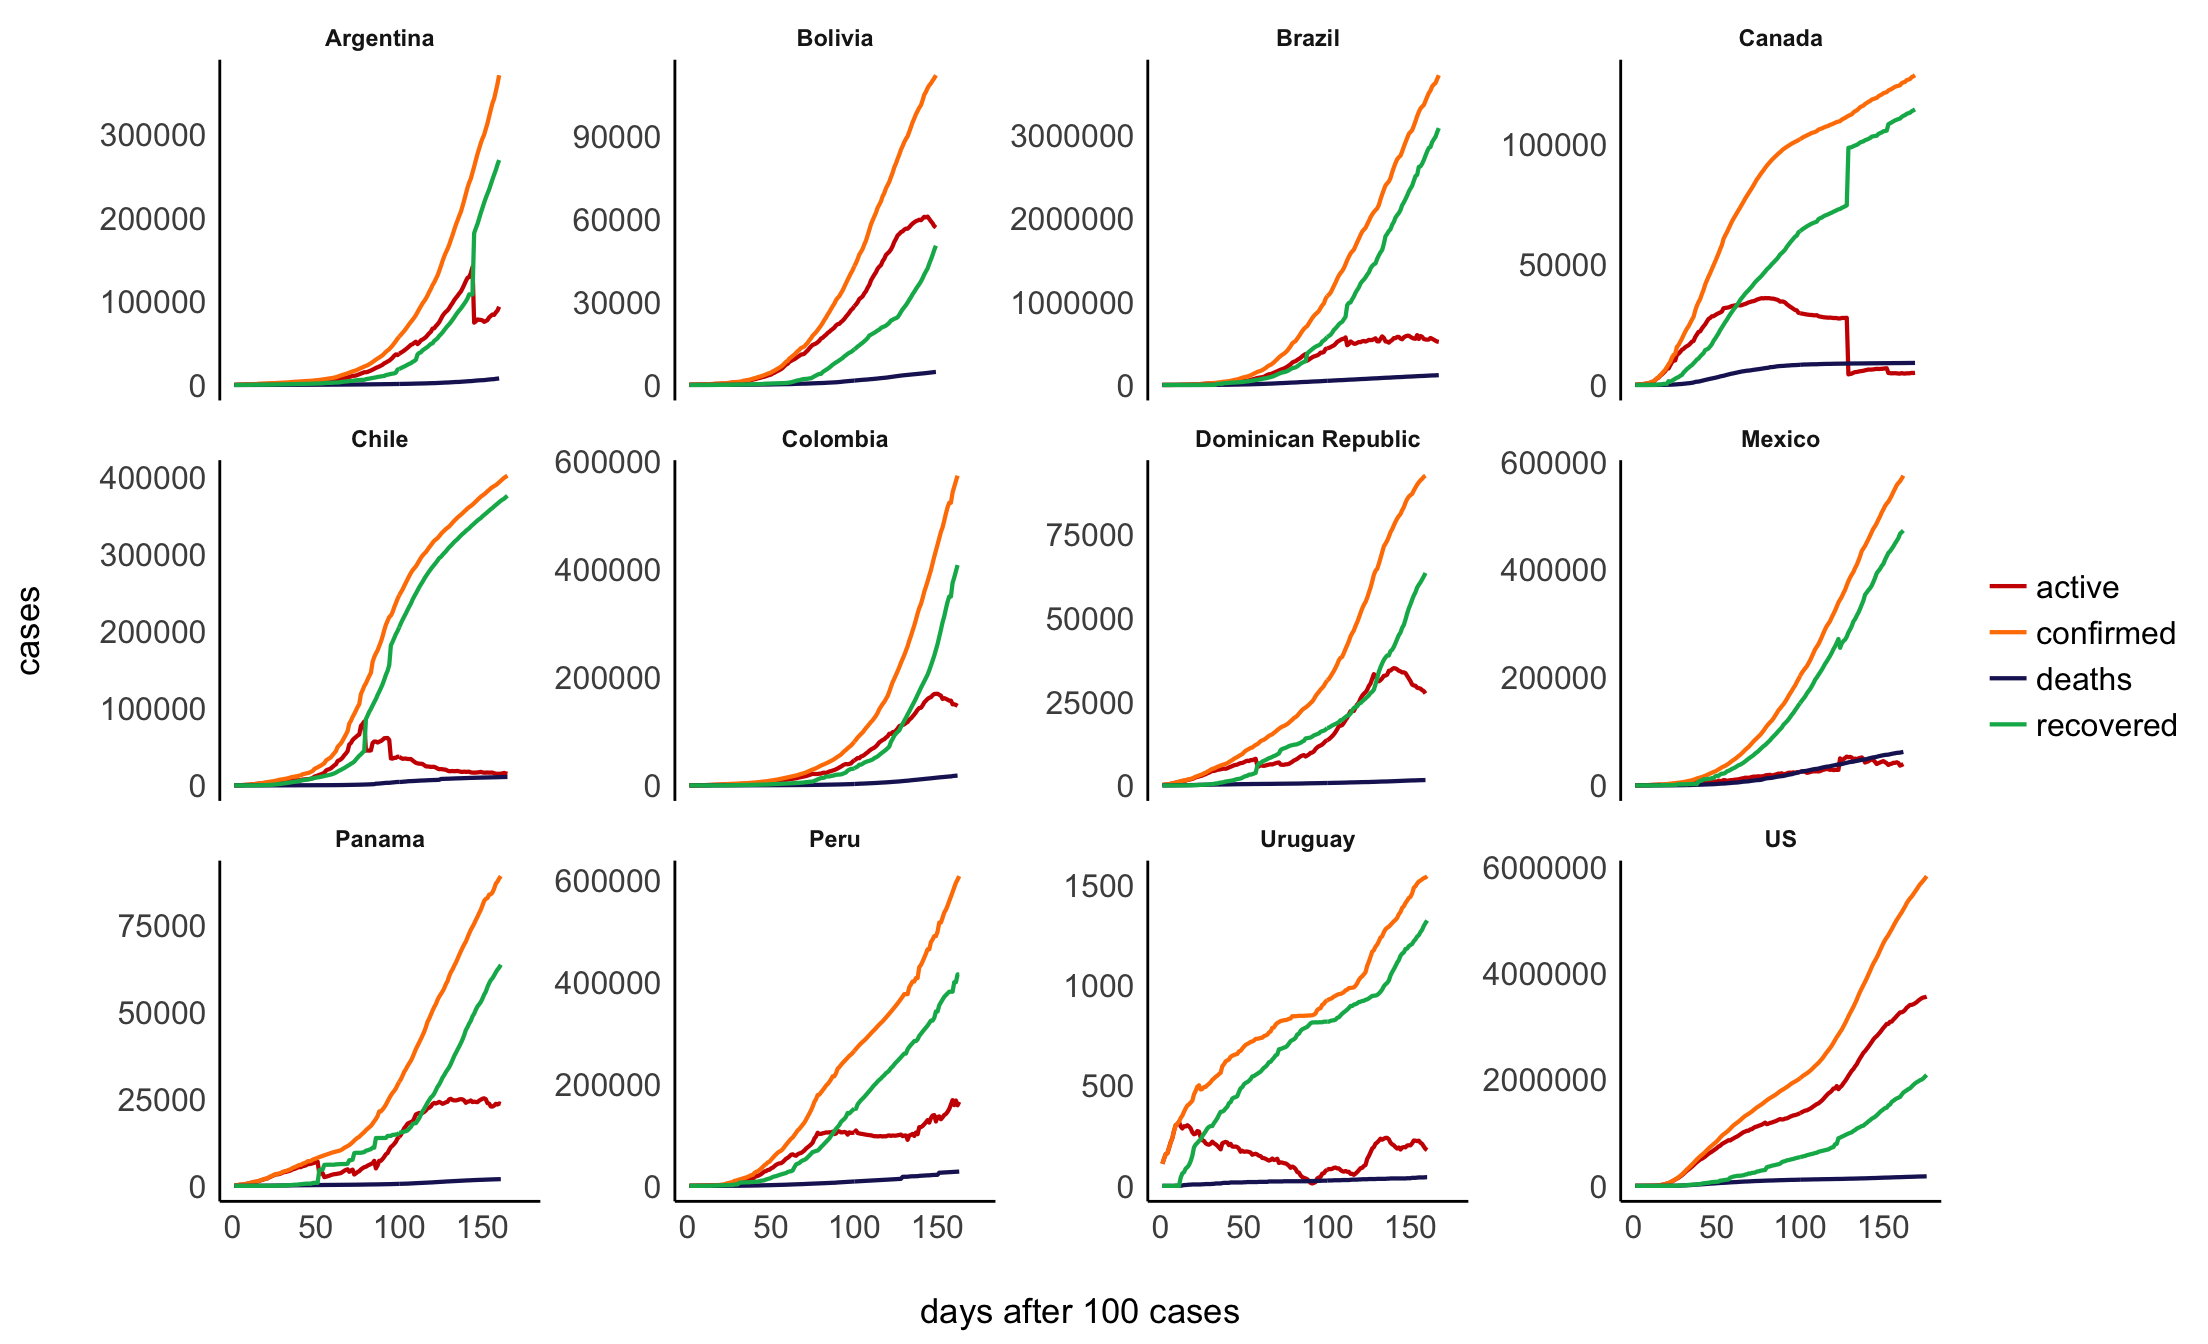 Argentina
Bolivia
Brazil
Canada
300000
200000
100000
0
90000
60000
30000
0
3000000
2000000
1000000
0
100000
50000
0
Chile
Colombia
Dominican Republic
Mexico
400000
300000
200000
100000
0
600000
400000
200000
0
75000
50000
25000
0
600000
400000
200000
0
Panama
Peru
Uruguay
US
75000
50000
25000
0
600000
400000
200000
0
1500
1000
500
0
6000000
4000000
2000000
0
0 50 100 150
0 50 100 150
0 50 100 150
0 50 100 150
days after 100 cases
cases
active
confirmed
deaths
recovered